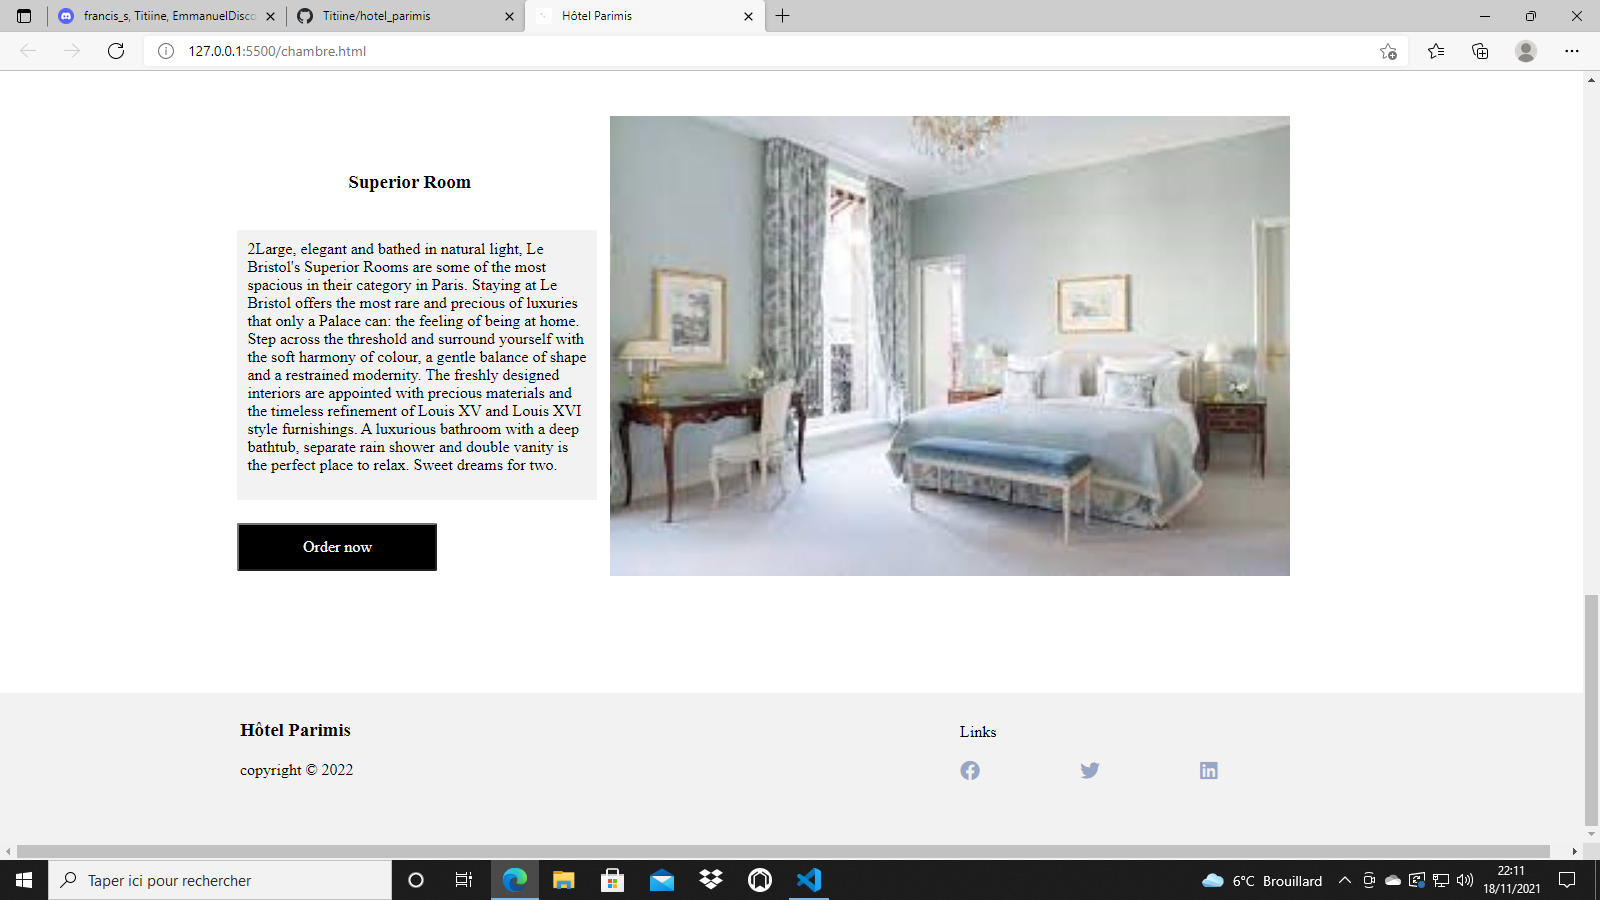 francis_s, Titiine, EmmanuelDisco
Titiine/hotel_parimis
Hôtel Parimis
127.0.0.1:5500/chambre.html
Superior Room
2Large, elegant and bathed in natural light, Le
Bristol's Superior Rooms are some of the most
spacious in their category in Paris. Staying at Le
Bristol offers the most rare and precious of luxuries
that only a Palace can: the feeling of being at home.
Step across the threshold and surround yourself with
the soft harmony of colour, a gentle balance of shape
and a restrained modernity. The freshly designed
interiors are appointed with precious materials and
the timeless refinement of Louis XV and Louis XVI
style furnishings. A luxurious bathroom with a deep
bathtub, separate rain shower and double vanity is
the perfect place to relax. Sweet dreams for two.
Order now
Hôtel Parimis
copyright © 2022
Links
Taper ici pour rechercher
6°C Brouillard
22:11
18/11/2021